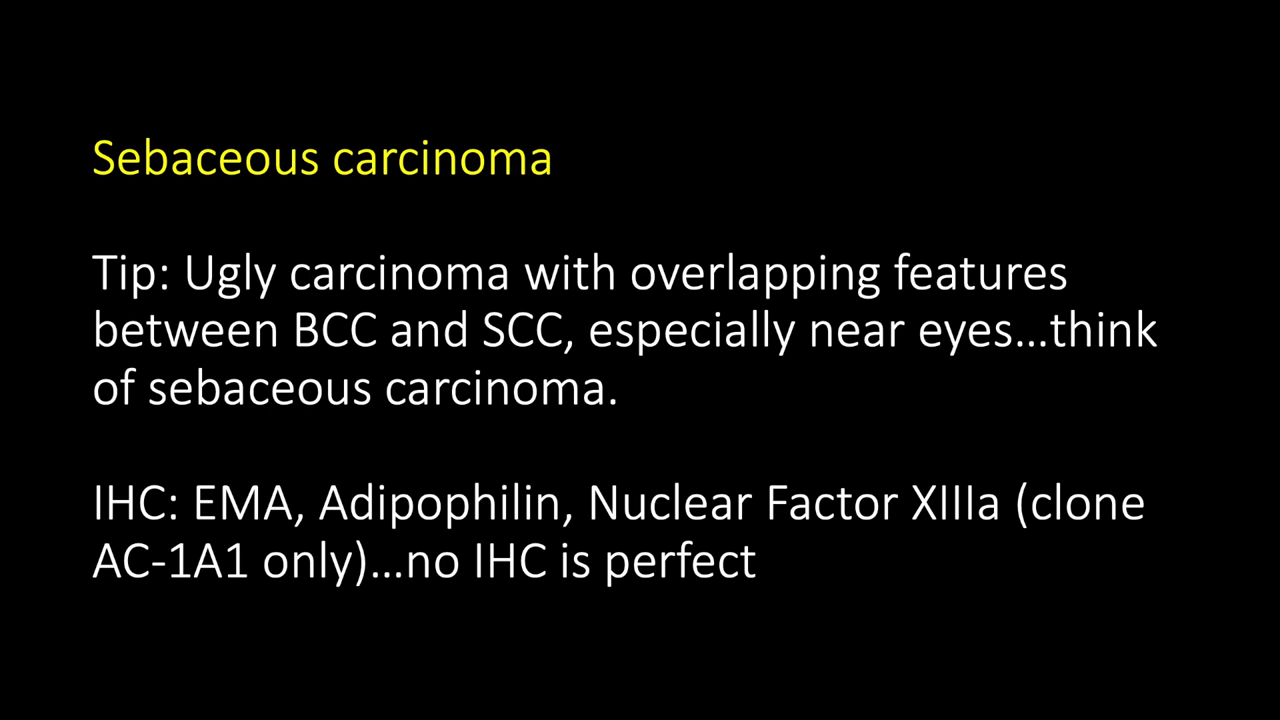 Sebaceous carcinoma
Tip: Ugly carcinoma with overlapping features
between BCC and SCC, especially near eyes...think
of sebaceous carcinoma.
IHC: EMA, Adipophilin, Nuclear Factor XIIIa (clone
AC-1A1 only)...no IHC is perfect